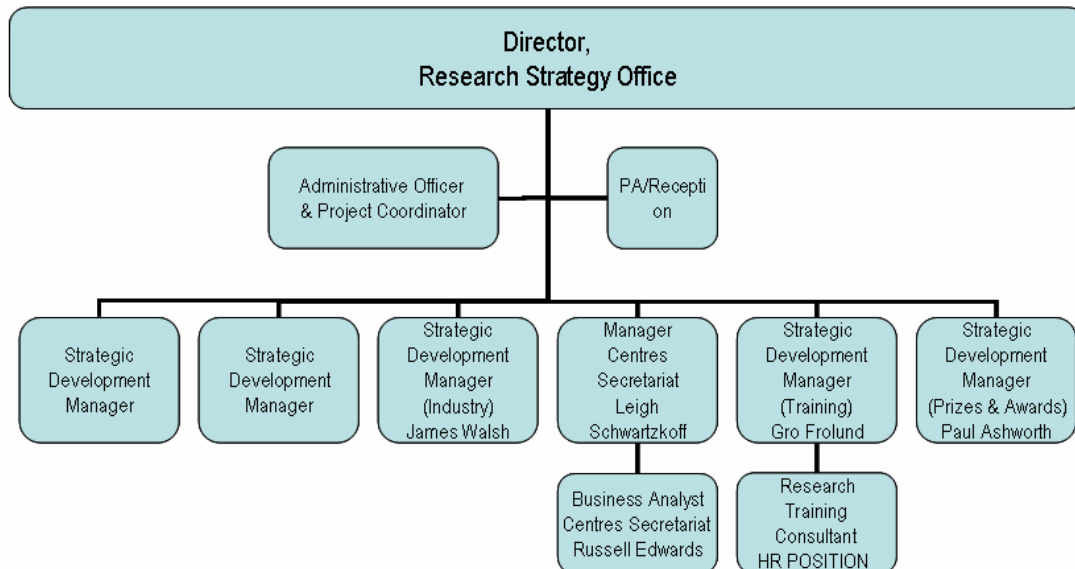 Director,
Research Strategy Office
Administrative Officer
& Project Coordinator
PA/Recepti
on
Strategic
Development
Manager
Strategic
Development
Manager
Strategic
Development
Manager
(Industry)
James Walsh
Manager
Centres
Secretariat
Leigh
Schwartzkoff
Strategic
Development
Manager
(Training)
Gro Frolund
Strategic
Development
Manager
(Prizes & Awards)
Paul Ashworth
Business Analyst
Centres Secretariat
Russell Edwards
Research
Training
Consultant
HR POSITION